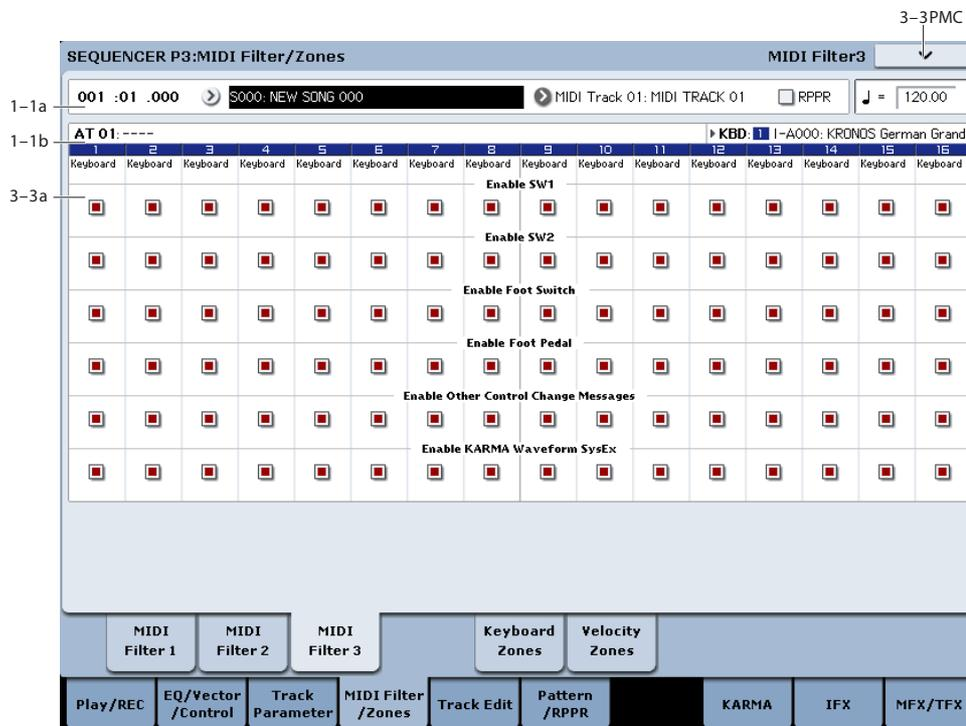 3–3PMC
SEQUENCER P3:MIDI Filter/Zones MIDI Filter3
1–1a
001 :01 .000 S000: NEW SONG 000 MIDI Track 01: MIDI TRACK 01 RPPR ♩ = 120.00
1–1b
AT 01: ---- KBD: 1 I-A000: KRONOS German Grand
1 2 3 4 5 6 7 8 9 10 11 12 13 14 15 16
Keyboard Keyboard Keyboard Keyboard Keyboard Keyboard Keyboard Keyboard Keyboard Keyboard Keyboard Keyboard Keyboard Keyboard Keyboard Keyboard
3–3a
Enable SW1
Enable SW2
Enable Foot Switch
Enable Foot Pedal
Enable Other Control Change Messages
Enable KARMA Waveform SysEx
MIDI Filter 1
MIDI Filter 2
MIDI Filter 3
Keyboard Zones
Velocity Zones
Play/REC
EQ/Vector /Control
Track Parameter
MIDI Filter /Zones
Track Edit
Pattern /RPPR
KARMA
IFX
MFX/TFX